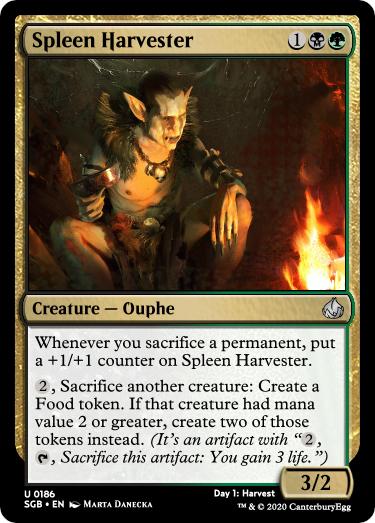 Spleen Harvester 1
Creature — Ouphe
Whenever you sacrifice a permanent, put
a +1/+1 counter on Spleen Harvester.
2, Sacrifice another creature: Create a
Food token. If that creature had mana
value 2 or greater, create two of those
tokens instead. (It's an artifact with “2,
, Sacrifice this artifact: You gain 3 life.”)
3/2
U 0186
Day 1: Harvest
SGB • EN Marta Danecka
™ & © 2020 CanterburyEgg